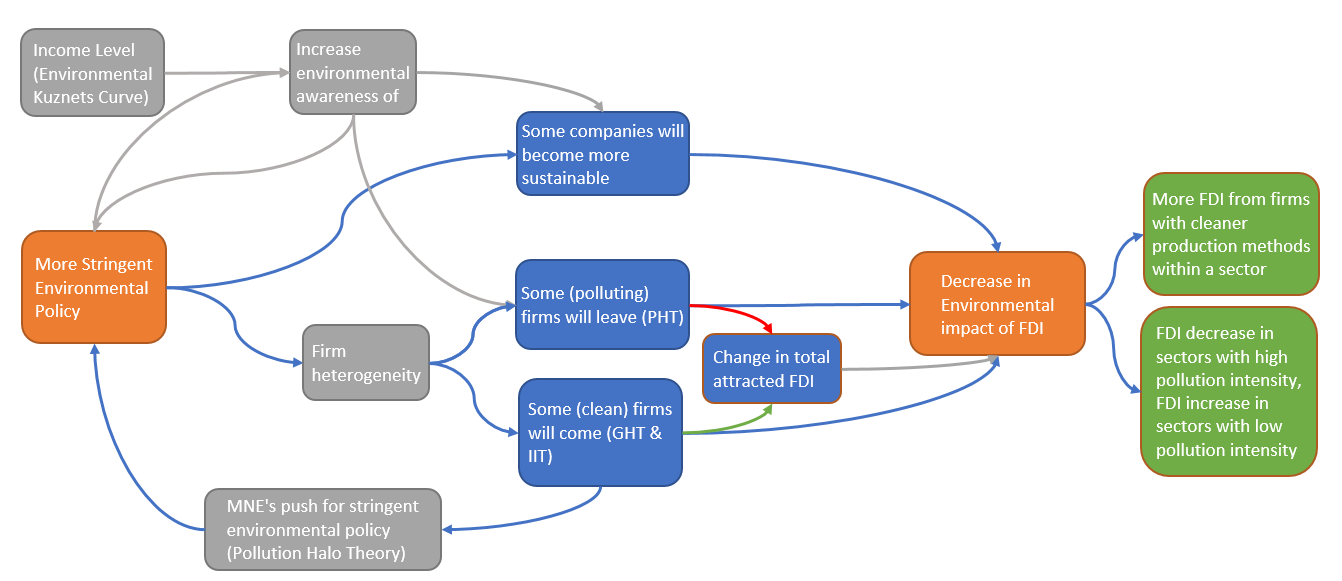 Income Level
(Environmental
Kuznets Curve)
Increase
environmental
awareness of
Some companies will
become more
sustainable
More Stringent
Environmental
Policy
Some (polluting)
firms will leave (PHT)
Firm
heterogeneity
Change in total
attracted FDI
Some (clean) firms
will come (GHT &
IIT)
MNE's push for stringent
environmental policy
(Pollution Halo Theory)
Decrease in
Environmental
impact of FDI
More FDI from firms
with cleaner
production methods
within a sector
FDI decrease in
sectors with high
pollution intensity,
FDI increase in
sectors with low
pollution intensity